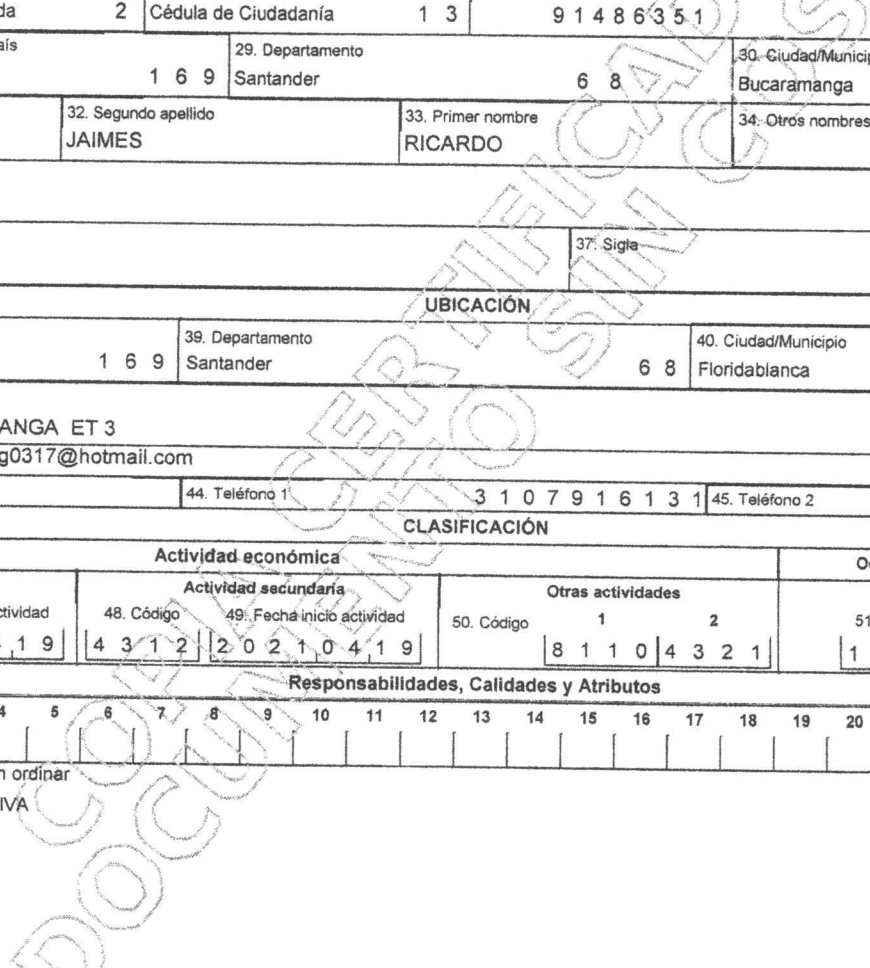 da 2 Cédula de Ciudadanía 1 3 9 1 4 8 6 3 5 1
aís 29. Departamento 30. Ciudad/Municip
1 6 9 Santander 6 8 Bucaramanga
32. Segundo apellido 33. Primer nombre 34. Otros nombres
JAIMES RICARDO
37. Sigla
UBICACIÓN
39. Departamento 40. Ciudad/Municipio
1 6 9 Santander 6 8 Floridablanca
ANGA ET 3
g0317@hotmail.com
44. Teléfono 1 3 1 0 7 9 1 6 1 3 1 45. Teléfono 2
CLASIFICACIÓN
Actividad económica O
Actividad secundaria Otras actividades
ctividad 48. Código 49. Fecha inicio actividad 50. Código 1 2 51
1 9 4 3 1 2 2 0 2 1 0 4 1 9 8 1 1 0 4 3 2 1 1
Responsabilidades, Calidades y Atributos
4 5 6 7 8 9 10 11 12 13 14 15 16 17 18 19 20
n ordinar
IVA
COPIA CERTIFICAD
DOCUMENTO SIN COS